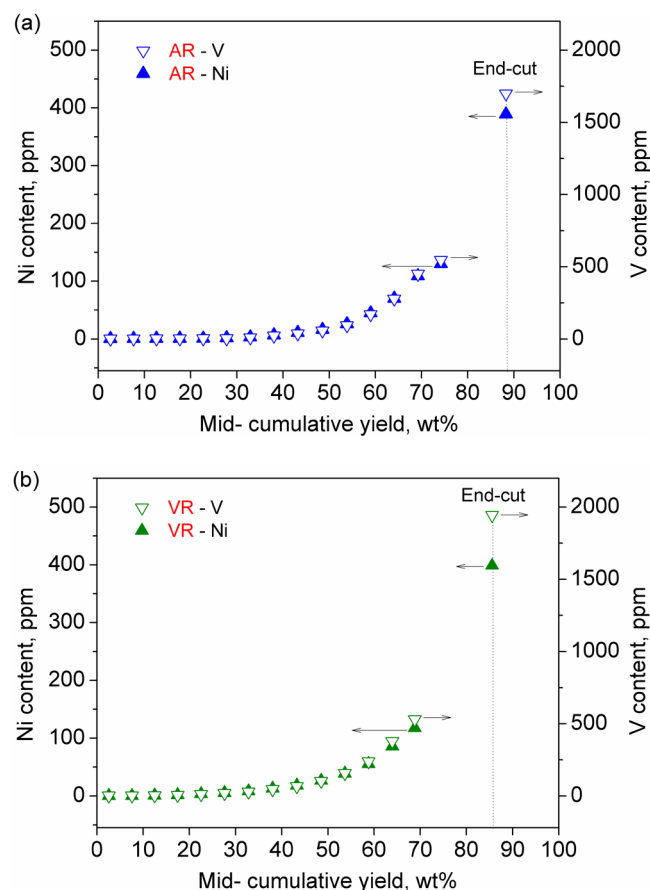 (a)
500
400
300
200
100
0
Ni content, ppm
AR - V
AR - Ni
End-cut
2000
1500
1000
500
0
V content, ppm
0 10 20 30 40 50 60 70 80 90 100
Mid- cumulative yield, wt%
(b)
500
400
300
200
100
0
Ni content, ppm
VR - V
VR - Ni
End-cut
2000
1500
1000
500
0
V content, ppm
0 10 20 30 40 50 60 70 80 90 100
Mid- cumulative yield, wt%